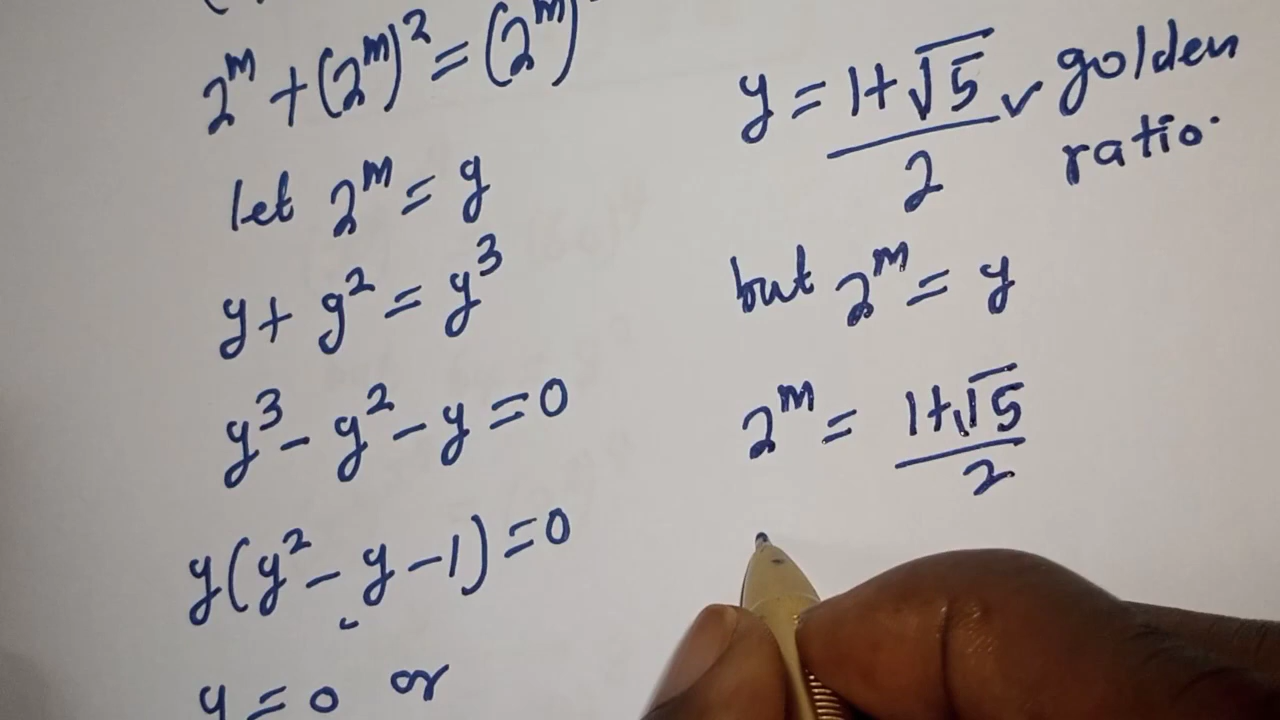 2^m + (2^m)^2 = (2^m)
let 2^m = y
y + y^2 = y^3
y^3 - y^2 - y = 0
y(y^2 - y - 1) = 0
y = 0 or
y = (1+√5)/2 ✓ golden ratio.
but 2^m = y
2^m = (1+√5)/2